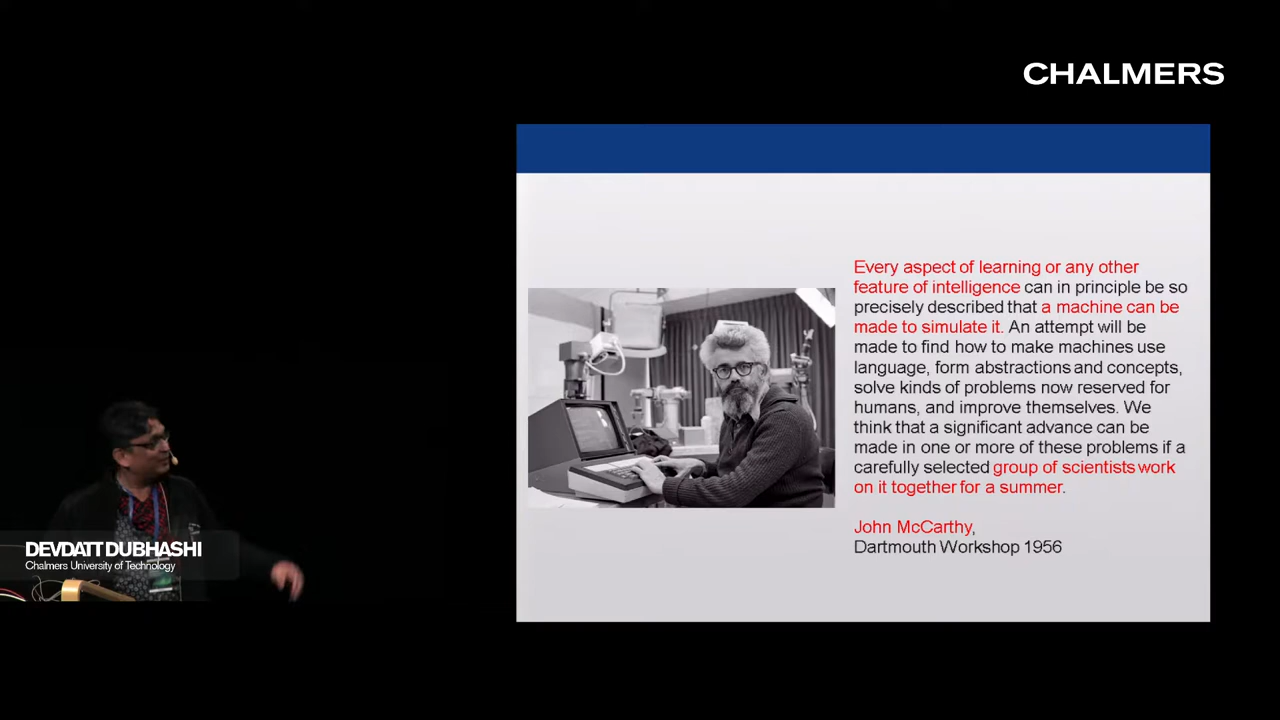 CHALMERS
Every aspect of learning or any other
feature of intelligence can in principle be so
precisely described that a machine can be
made to simulate it. An attempt will be
made to find how to make machines use
language, form abstractions and concepts,
solve kinds of problems now reserved for
humans, and improve themselves. We
think that a significant advance can be
made in one or more of these problems if a
carefully selected group of scientists work
on it together for a summer.
John McCarthy,
Dartmouth Workshop 1956
DEVDATT DUBHASHI
Chalmers University of Technology